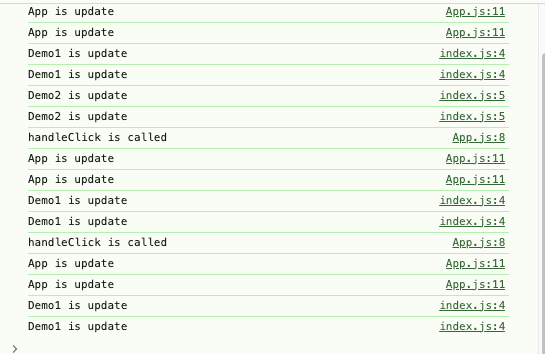 App is update App.js:11
App is update App.js:11
Demo1 is update index.js:4
Demo1 is update index.js:4
Demo2 is update index.js:5
Demo2 is update index.js:5
handleClick is called App.js:8
App is update App.js:11
App is update App.js:11
Demo1 is update index.js:4
Demo1 is update index.js:4
handleClick is called App.js:8
App is update App.js:11
App is update App.js:11
Demo1 is update index.js:4
Demo1 is update index.js:4
>